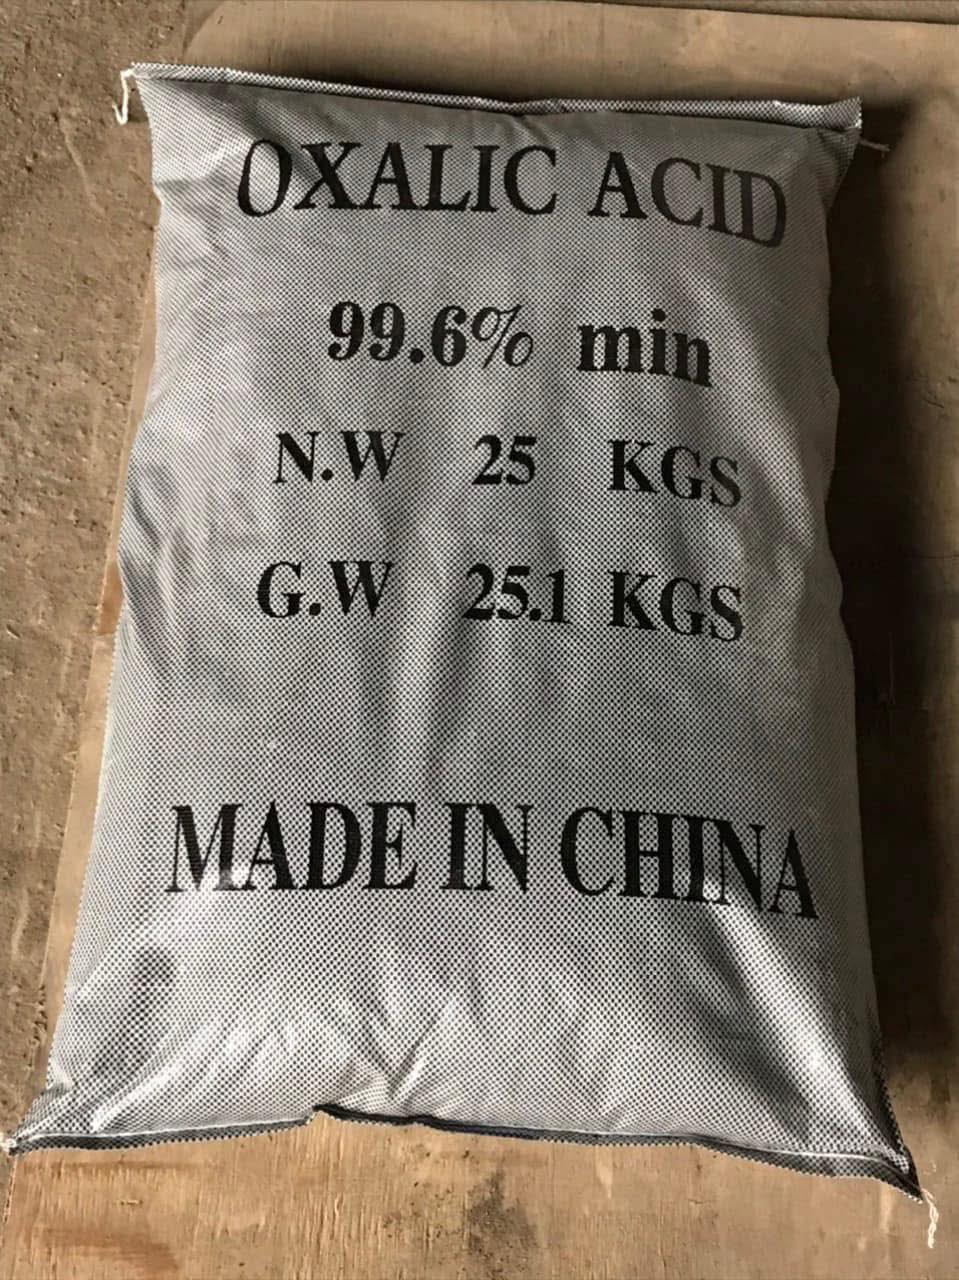 OXALIC ACID
99.6% min
N.W 25 KGS
G.W 25.1 KGS
MADE IN CHINA